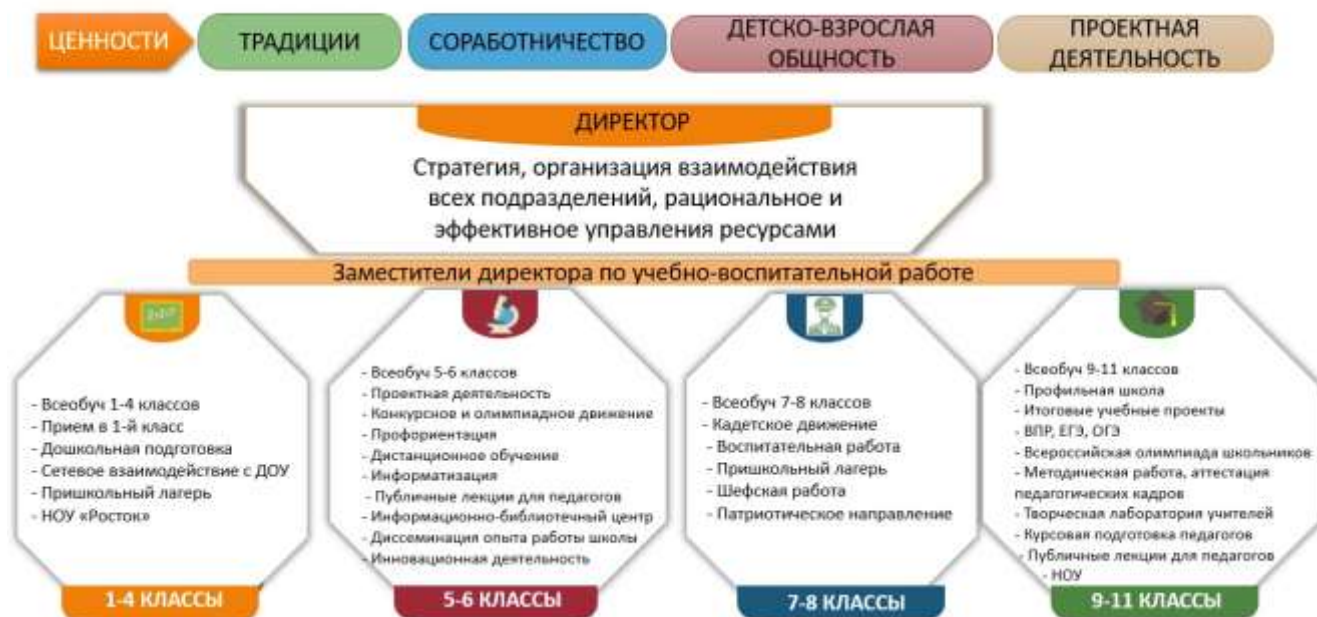 ЦЕННОСТИ
ТРАДИЦИИ
СОРАБОТНИЧЕСТВО
ДЕТСКО-ВЗРОСЛАЯ
ОБЩНОСТЬ
ПРОЕКТНАЯ
ДЕЯТЕЛЬНОСТЬ
ДИРЕКТОР
Стратегия, организация взаимодействия
всех подразделений, рациональное и
эффективное управления ресурсами
Заместители директора по учебно-воспитательной работе
- Всеобуч 1-4 классов
- Прием в 1-й класс
- Дошкольная подготовка
- Сетевое взаимодействие с ДОУ
- Пришкольный лагерь
- НОУ «Росток»
1-4 КЛАССЫ
- Всеобуч 5-6 классов
- Проектная деятельность
- Конкурсное и олимпиадное движение
- Профориентация
- Дистанционное обучение
- Информатизация
- Публичные лекции для педагогов
- Информационно-библиотечный центр
- Диссеминация опыта работы школы
- Инновационная деятельность
5-6 КЛАССЫ
- Всеобуч 7-8 классов
- Кадетское движение
- Воспитательная работа
- Пришкольный лагерь
- Шефская работа
- Патриотическое направление
7-8 КЛАССЫ
- Всеобуч 9-11 классов
- Профильная школа
- Итоговые учебные проекты
- ВПР, ЕГЭ, ОГЭ
- Всероссийская олимпиада школьников
- Методическая работа, аттестация
педагогических кадров
- Творческая лаборатория учителей
- Курсовая подготовка педагогов
- Публичные лекции для педагогов
- НОУ
9-11 КЛАССЫ